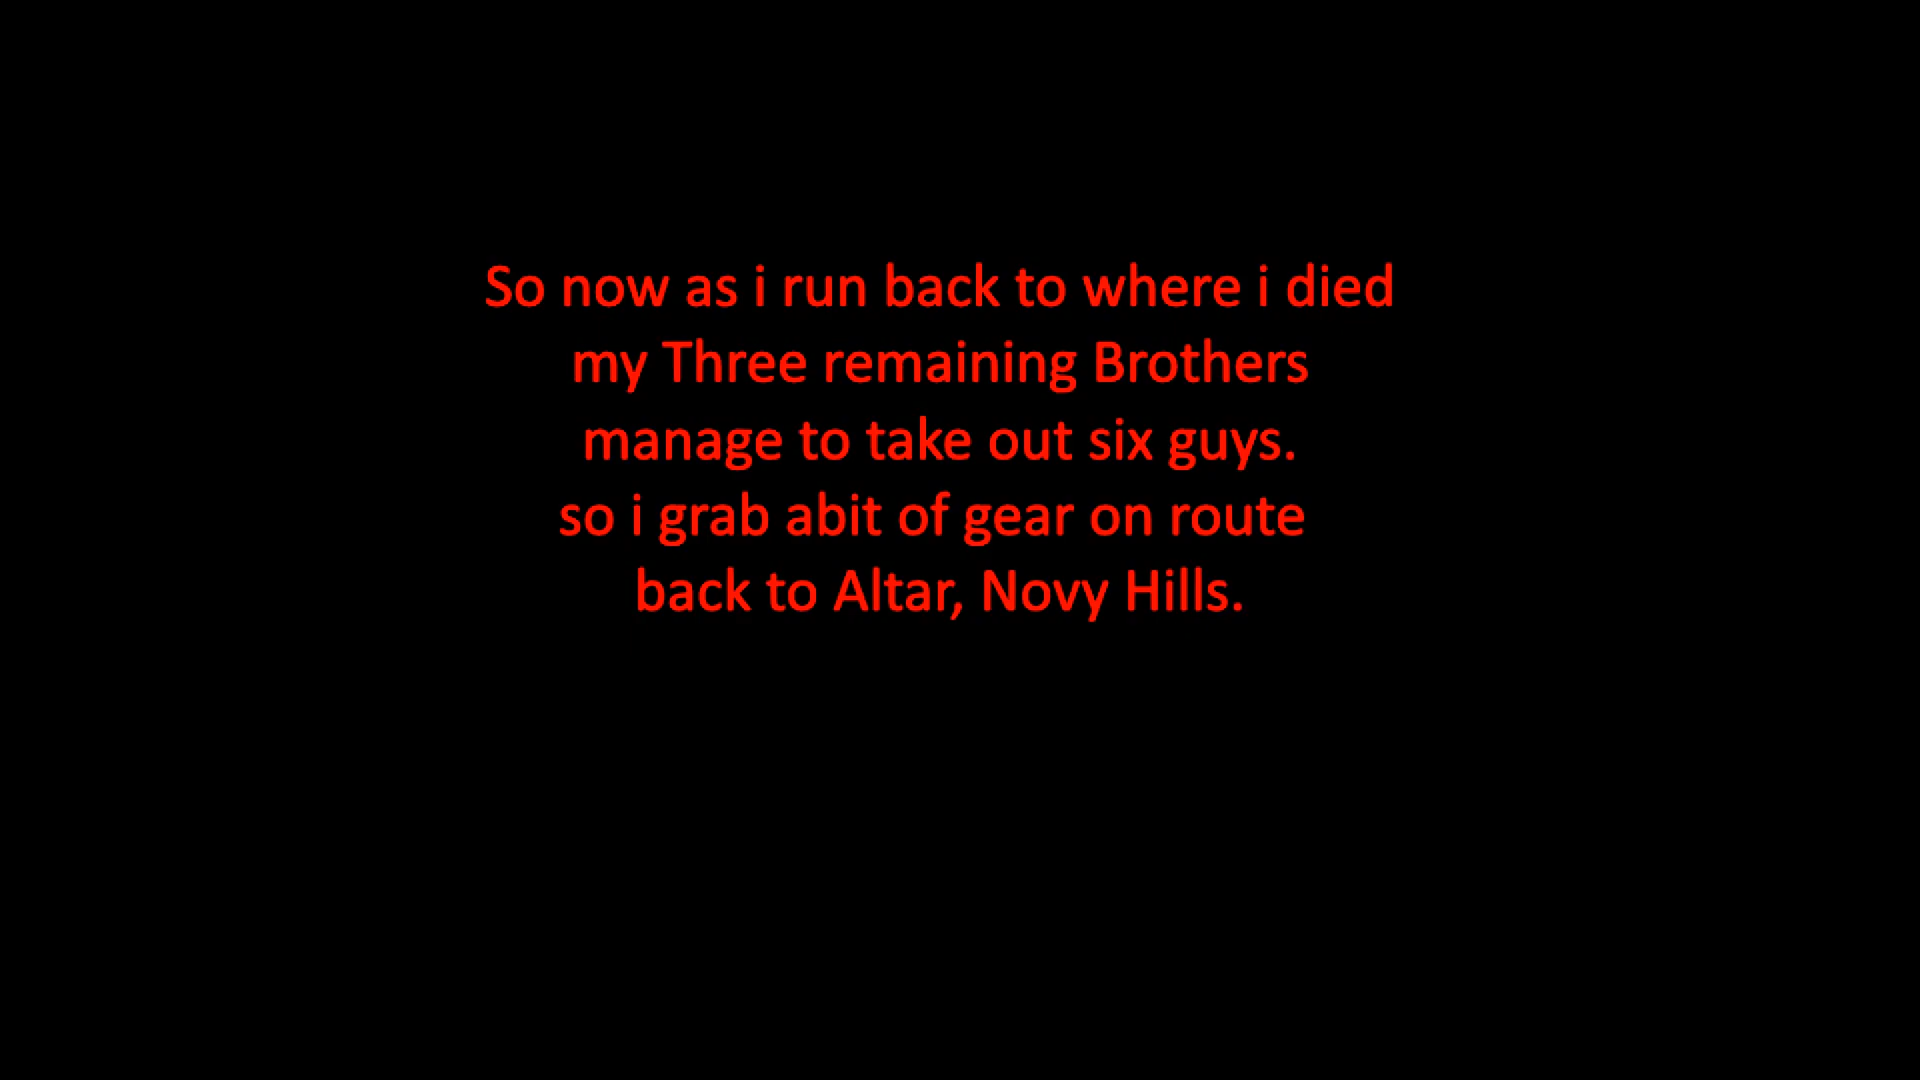 So now as i run back to where i died
my Three remaining Brothers
manage to take out six guys.
so i grab abit of gear on route
back to Altar, Novy Hills.